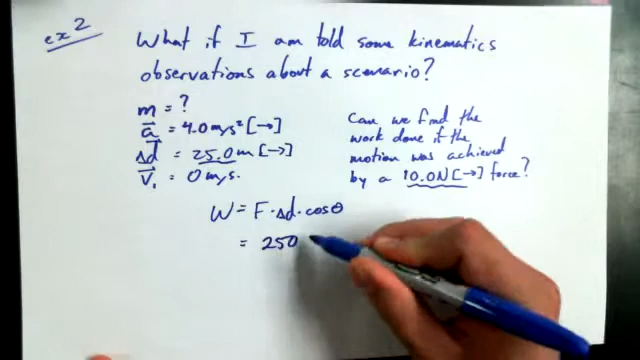 ex 2
What if I am told some kinematics
observations about a scenario?
m = ?
a⃗ = 4.0 m/s² [→]
Δd⃗ = 25.0 m [→]
v⃗₁ = 0 m/s.
Can we find the
work done if the
motion was achieved
by a 10.0N [→] force?
W = F · Δd · cosθ
= 250